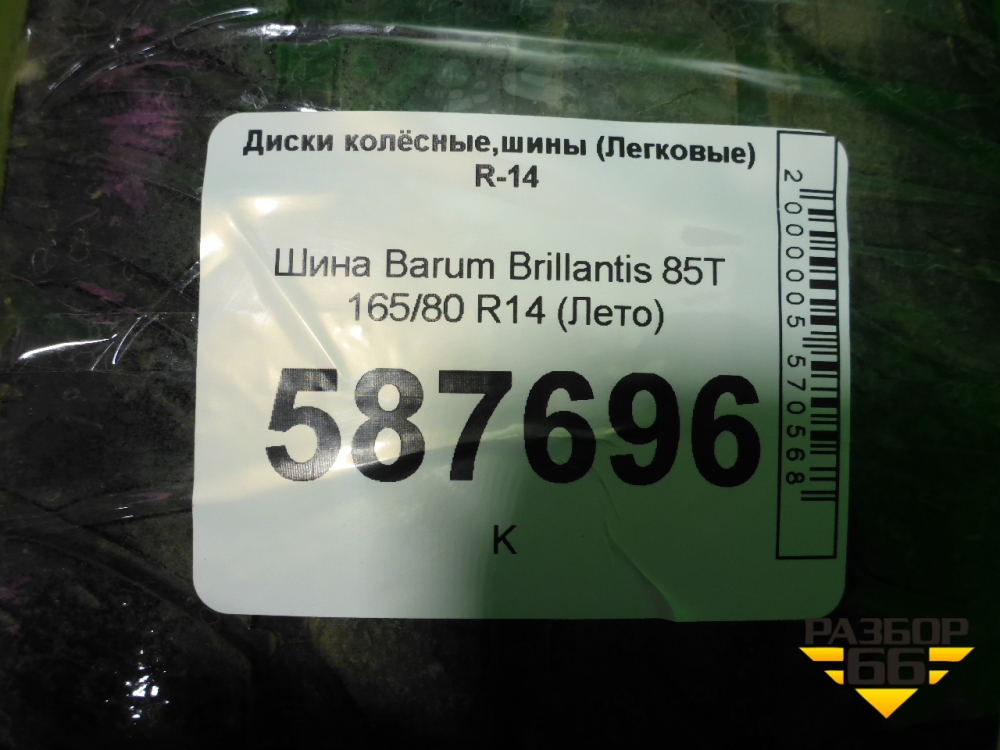 Диски колёсные,шины (Легковые)
R-14
Шина Barum Brillantis 85T
165/80 R14 (Лето)
587696
К
2000005570568
РАЗБОР
66